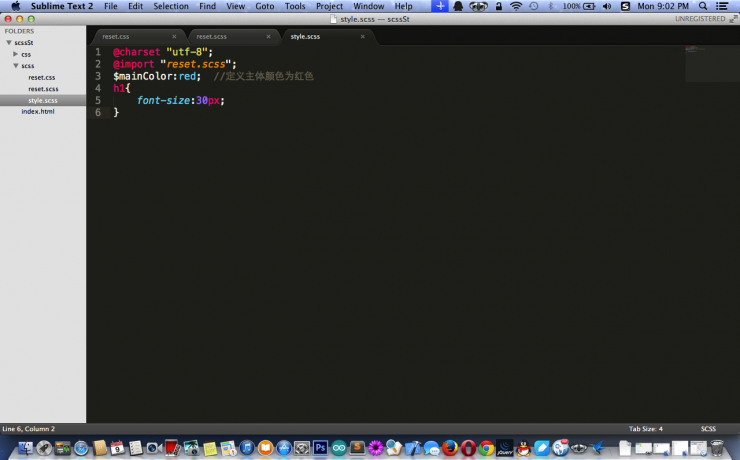 Sublime Text 2 File Edit Selection Find View Goto Tools Project Window Help 100% Mon 9:02 PM
style.scss — scssSt UNREGISTERED
FOLDERS
scssSt
css
scss
reset.css
reset.scss
style.scss
index.html
reset.css reset.scss style.scss
1 @charset "utf-8";
2 @import "reset.scss";
3 $mainColor:red; //定义主体颜色为红色
4 h1{
5 font-size:30px;
6 }
Line 6, Column 2 Tab Size: 4 SCSS